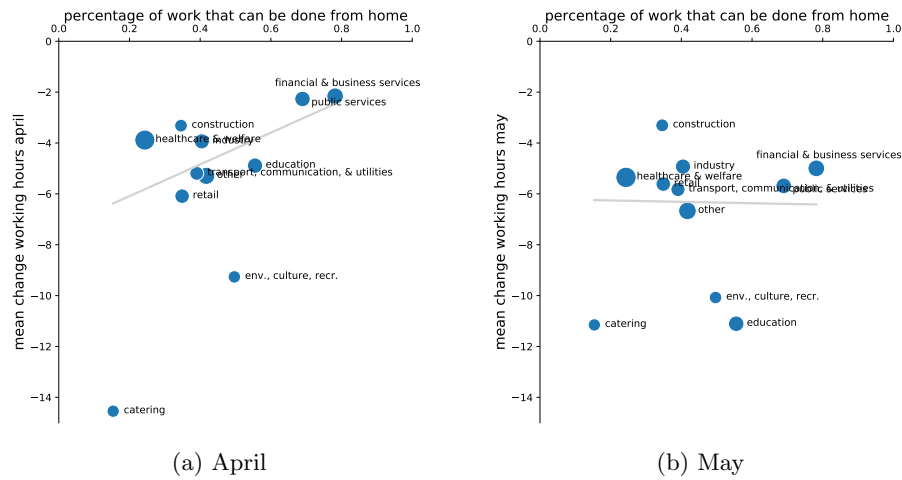 percentage of work that can be done from home
0.0 0.2 0.4 0.6 0.8 1.0
0
−2
−4
−6
−8
−10
−12
−14
mean change working hours april
financial & business services
public services
construction
industry
healthcare & welfare
education
transport, communication, & utilities
other
retail
env., culture, recr.
catering
(a) April
percentage of work that can be done from home
0.0 0.2 0.4 0.6 0.8 1.0
0
−2
−4
−6
−8
−10
−12
−14
mean change working hours may
construction
financial & business services
industry
healthcare & welfare
retail
transport, communication, & utilities
public services
other
env., culture, recr.
catering
education
(b) May